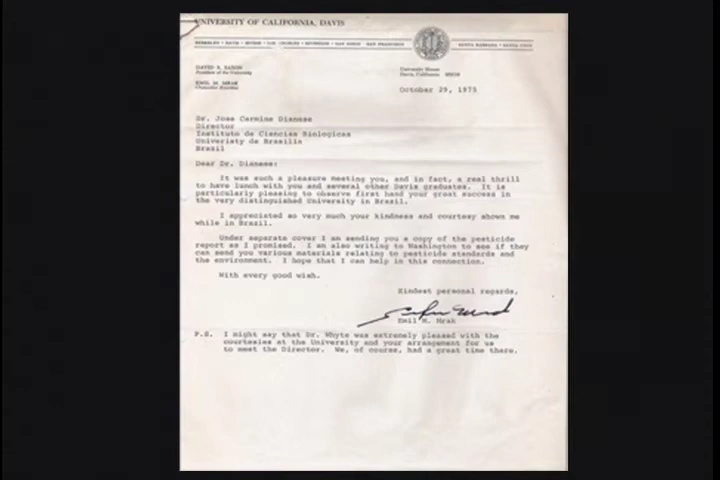 UNIVERSITY OF CALIFORNIA, DAVIS
BERKELEY • DAVIS • IRVINE • LOS ANGELES • RIVERSIDE • SAN DIEGO • SAN FRANCISCO
SANTA BARBARA • SANTA CRUZ
DAVID S. SAXON
President of the University
EMIL M. MRAK
Chancellor Emeritus
University House
Davis, California 95616
October 29, 1975
Dr. Jose Carmine Dianese
Director
Instituto de Ciencias Biologicas
Univeristy de Brasilia
Brazil
Dear Dr. Dianese:
It was such a pleasure meeting you, and in fact, a real thrill
to have lunch with you and several other Davis graduates. It is
particularly pleasing to observe first hand your great success in
the very distinguished University in Brazil.
I appreciated so very much your kindness and courtesy shown me
while in Brazil.
Under separate cover I am sending you a copy of the pesticide
report as I promised. I am also writing to Washington to see if they
can send you various materials relating to pesticide standards and
the environment. I hope that I can help in this connection.
With every good wish.
Kindest personal regards,
Emil M. Mrak
P.S. I might say that Dr. Whyte was extremely pleased with the
courtesies at the University and your arrangement for us
to meet the Director. We, of course, had a great time there.